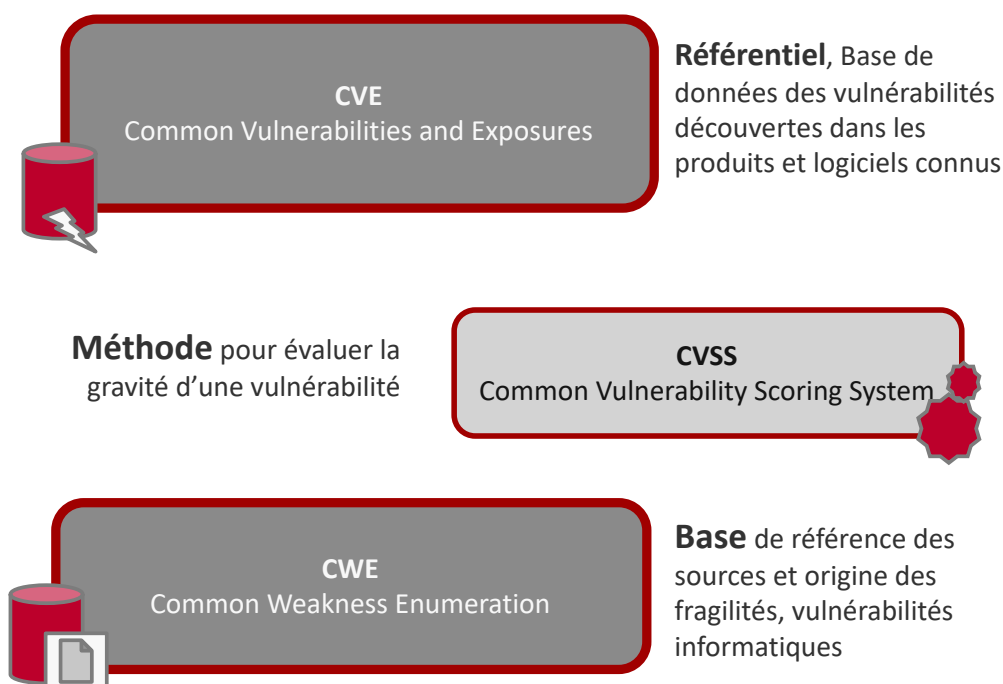 CVE
Common Vulnerabilities and Exposures
Référentiel, Base de
données des vulnérabilités
découvertes dans les
produits et logiciels connus
Méthode pour évaluer la
gravité d’une vulnérabilité
CVSS
Common Vulnerability Scoring System
CWE
Common Weakness Enumeration
Base de référence des
sources et origine des
fragilités, vulnérabilités
informatiques